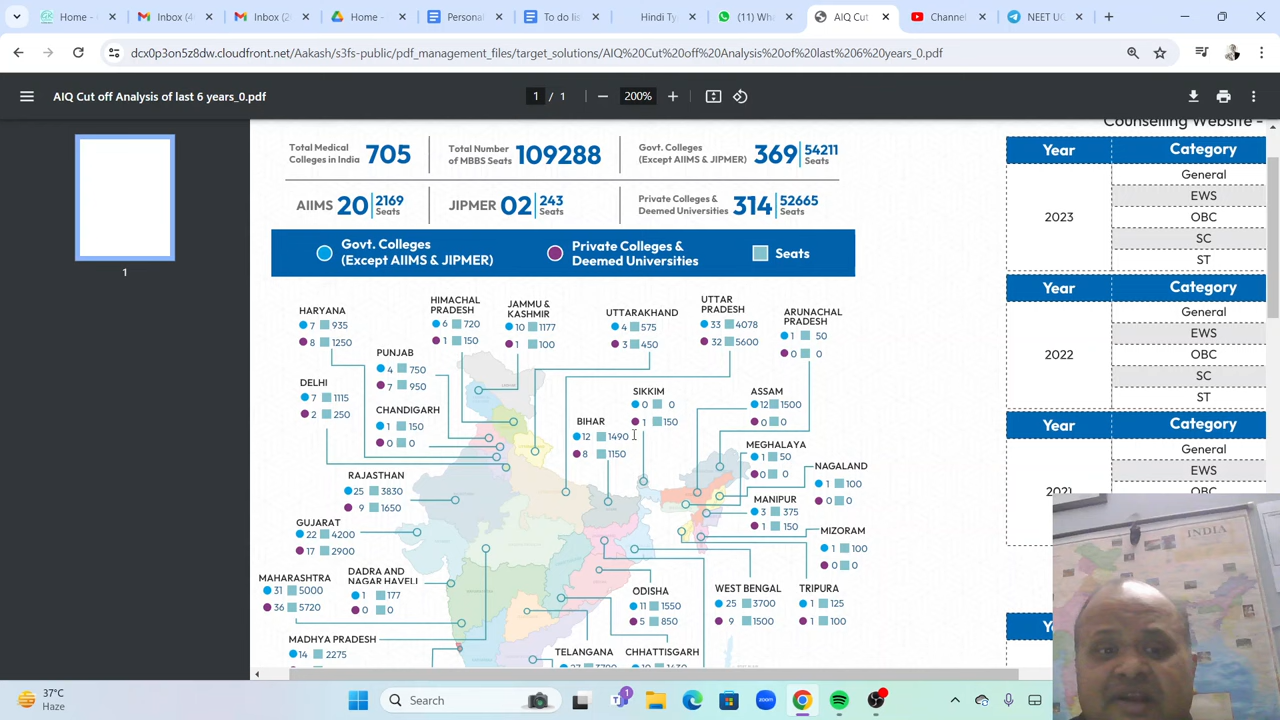 Home -
Inbox (4
Inbox (2
Home -
Persona
To do lis
Hindi Ty
(11) Wha
AIQ Cut
Channel
NEET UG
dcx0p3on5z8dw.cloudfront.net/Aakash/s3fs-public/pdf_management_files/target_solutions/AIQ%20Cut%20off%20Analysis%20of%20last%206%20years_0.pdf
AIQ Cut off Analysis of last 6 years_0.pdf
1 / 1
200%
1
Counselling Website -
Total Medical
Colleges in India 705
Total Number
of MBBS Seats 109288
Govt. Colleges
(Except AIIMS & JIPMER) 369 54211
Seats
AIIMS 20 2169
Seats
JIPMER 02 243
Seats
Private Colleges &
Deemed Universities 314 52665
Seats
Govt. Colleges
(Except AIIMS & JIPMER)
Private Colleges &
Deemed Universities
Seats
HARYANA
7 935
8 1250
HIMACHAL
PRADESH
6 720
1 150
JAMMU &
KASHMIR
10 1177
1 100
UTTARAKHAND
4 575
3 450
UTTAR
PRADESH
33 4078
32 5600
ARUNACHAL
PRADESH
1 50
0 0
PUNJAB
4 750
7 950
DELHI
7 1115
2 250
CHANDIGARH
1 150
0 0
SIKKIM
0 0
1 150
ASSAM
12 1500
0 0
BIHAR
12 1490
8 1150
MEGHALAYA
1 50
0 0
NAGALAND
1 100
0 0
RAJASTHAN
25 3830
9 1650
MANIPUR
3 375
1 150
GUJARAT
22 4200
17 2900
MIZORAM
1 100
0 0
MAHARASHTRA
31 5000
36 5720
DADRA AND
NAGAR HAVELI
1 177
0 0
ODISHA
11 1550
5 850
WEST BENGAL
25 3700
9 1500
TRIPURA
1 125
1 100
MADHYA PRADESH
14 2275
TELANGANA
CHHATTISGARH
Year Category
2023
General
EWS
OBC
SC
ST
Year Category
2022
General
EWS
OBC
SC
ST
Year Category
2021
General
EWS
OBC
INDIA
37°C
Haze
Search
1